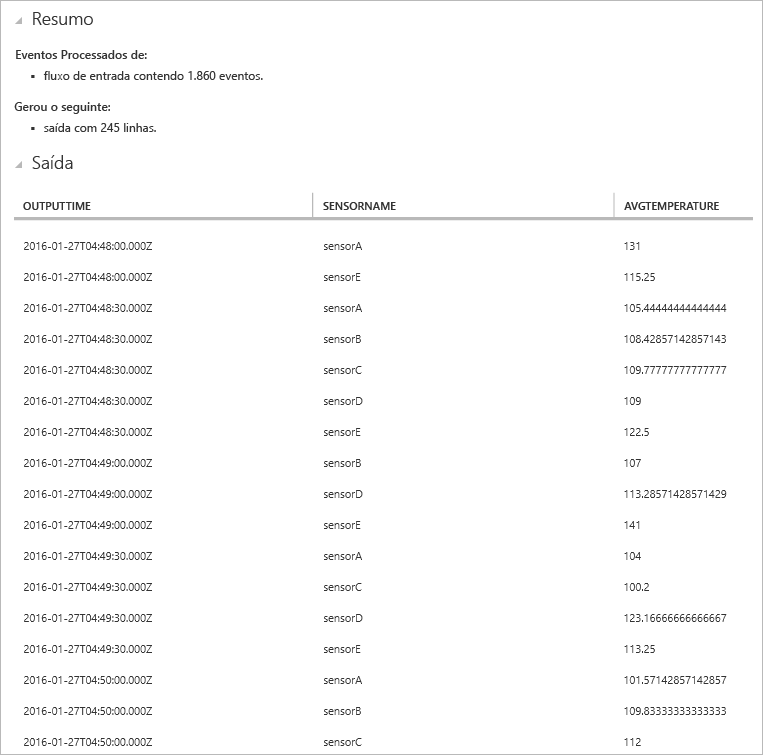 Resumo
Eventos Processados de:
▪ fluxo de entrada contendo 1.860 eventos.
Gerou o seguinte:
▪ saída com 245 linhas.
Saída
OUTPUTTIME SENSORNAME AVGTEMPERATURE
2016-01-27T04:48:00.000Z sensorA 131
2016-01-27T04:48:00.000Z sensorE 115.25
2016-01-27T04:48:30.000Z sensorA 105.44444444444444
2016-01-27T04:48:30.000Z sensorB 108.42857142857143
2016-01-27T04:48:30.000Z sensorC 109.77777777777777
2016-01-27T04:48:30.000Z sensorD 109
2016-01-27T04:48:30.000Z sensorE 122.5
2016-01-27T04:49:00.000Z sensorB 107
2016-01-27T04:49:00.000Z sensorD 113.28571428571429
2016-01-27T04:49:00.000Z sensorE 141
2016-01-27T04:49:30.000Z sensorA 104
2016-01-27T04:49:30.000Z sensorC 100.2
2016-01-27T04:49:30.000Z sensorD 123.16666666666667
2016-01-27T04:49:30.000Z sensorE 113.25
2016-01-27T04:50:00.000Z sensorA 101.57142857142857
2016-01-27T04:50:00.000Z sensorB 109.83333333333333
2016-01-27T04:50:00.000Z sensorC 112